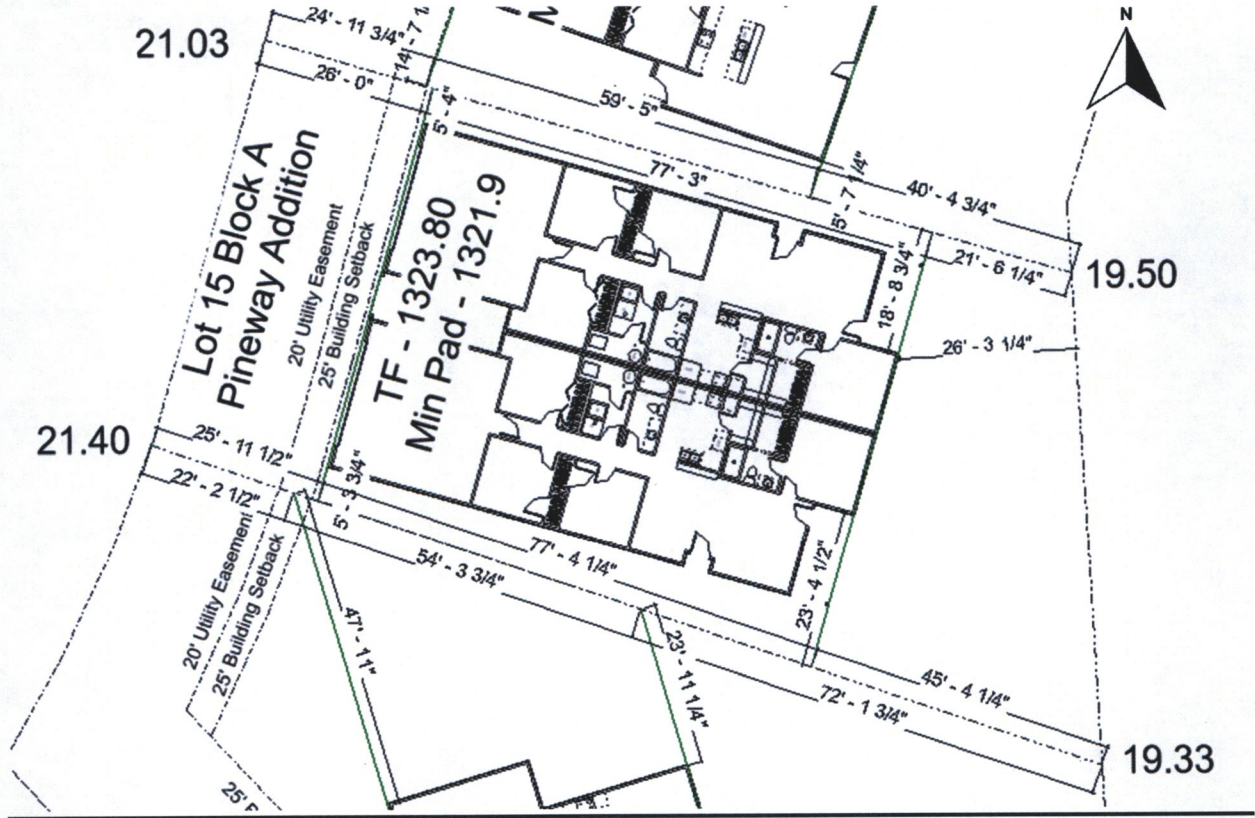 N
24' - 11 3/4"
14' - 7 1
21.03
26' - 0"
59' - 5"
5' - 4"
77' - 3"
5' - 7 1/4"
40' - 4 3/4"
21' - 6 1/4"
19.50
18' - 8 3/4"
26' - 3 1/4"
Lot 15 Block A
Pineway Addition
20' Utility Easement
25' Building Setback
TF - 1323.80
Min Pad - 1321.9
21.40
25' - 11 1/2"
22' - 2 1/2"
5' - 3 3/4"
77' - 4 1/4"
54' - 3 3/4"
23' - 4 1/2"
20' Utility Easement
25' Building Setback
47' - 11"
23' - 11 1/4"
45' - 4 1/4"
72' - 1 3/4"
19.33